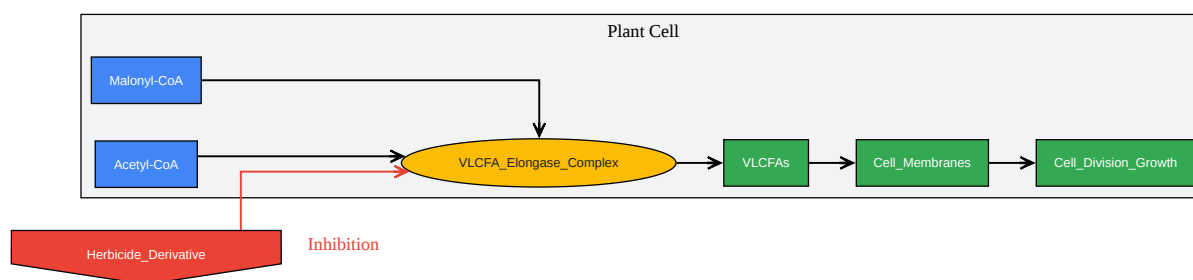 Plant Cell
Malonyl-CoA
Acetyl-CoA
VLCFA_Elongase_Complex
VLCFAs
Cell_Membranes
Cell_Division_Growth
Herbicide_Derivative
Inhibition